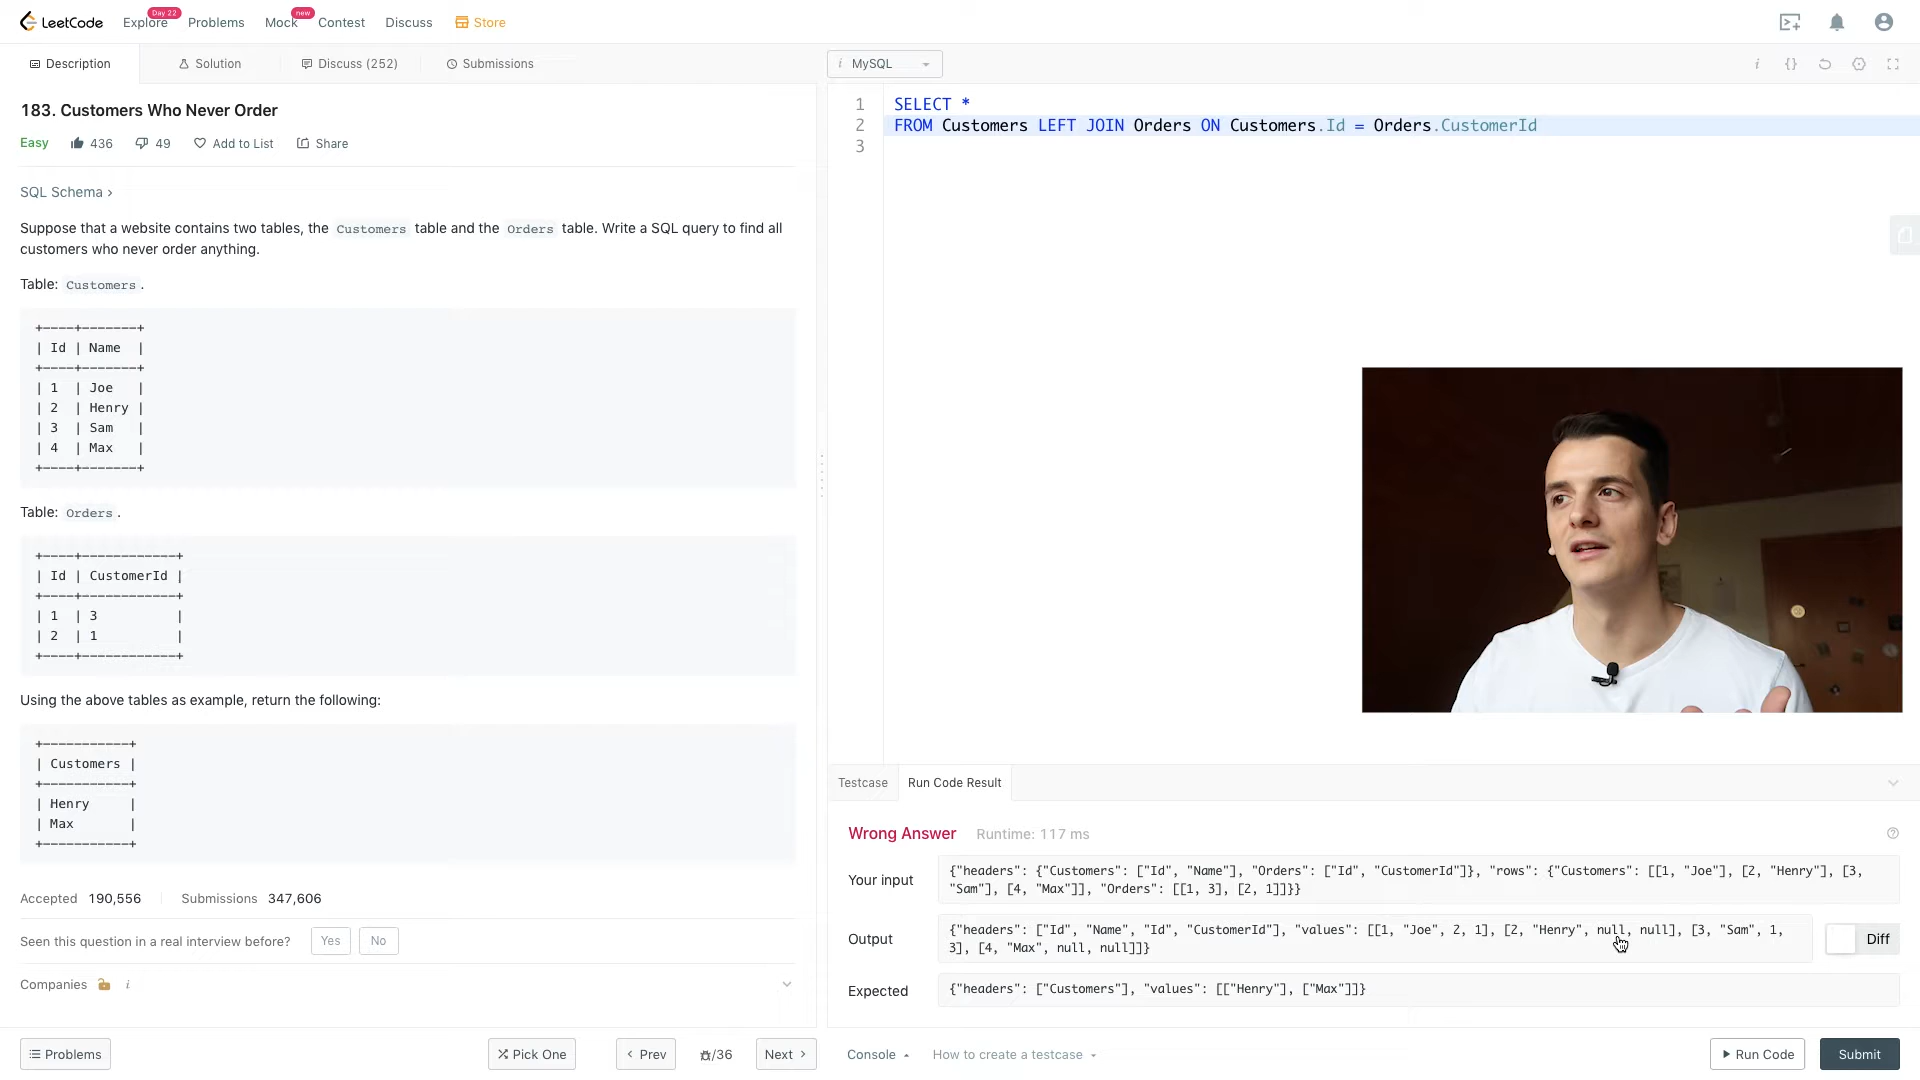 LeetCode
Explore
Day 22
Problems
Mock
new
Contest
Discuss
Store
Description
Solution
Discuss (252)
Submissions
i MySQL
i {}
183. Customers Who Never Order
Easy 436 49 Add to List Share
SQL Schema ›
Suppose that a website contains two tables, the Customers table and the Orders table. Write a SQL query to find all
customers who never order anything.
Table: Customers.
+----+-------+
| Id | Name  |
+----+-------+
| 1  | Joe   |
| 2  | Henry |
| 3  | Sam   |
| 4  | Max   |
+----+-------+
Table: Orders.
+----+------------+
| Id | CustomerId |
+----+------------+
| 1  | 3          |
| 2  | 1          |
+----+------------+
Using the above tables as example, return the following:
+-----------+
| Customers |
+-----------+
| Henry     |
| Max       |
+-----------+
Accepted 190,556 Submissions 347,606
Seen this question in a real interview before? Yes No
Companies i
Problems
Pick One
‹ Prev
/36
Next ›
1 SELECT *
2 FROM Customers LEFT JOIN Orders ON Customers.Id = Orders.CustomerId
3
Testcase Run Code Result
Wrong Answer Runtime: 117 ms
Your input
{"headers": {"Customers": ["Id", "Name"], "Orders": ["Id", "CustomerId"]}, "rows": {"Customers": [[1, "Joe"], [2, "Henry"], [3,
"Sam"], [4, "Max"]], "Orders": [[1, 3], [2, 1]]}}
Output
{"headers": ["Id", "Name", "Id", "CustomerId"], "values": [[1, "Joe", 2, 1], [2, "Henry", null, null], [3, "Sam", 1,
3], [4, "Max", null, null]]}
Diff
Expected
{"headers": ["Customers"], "values": [["Henry"], ["Max"]]}
Console
How to create a testcase
Run Code
Submit